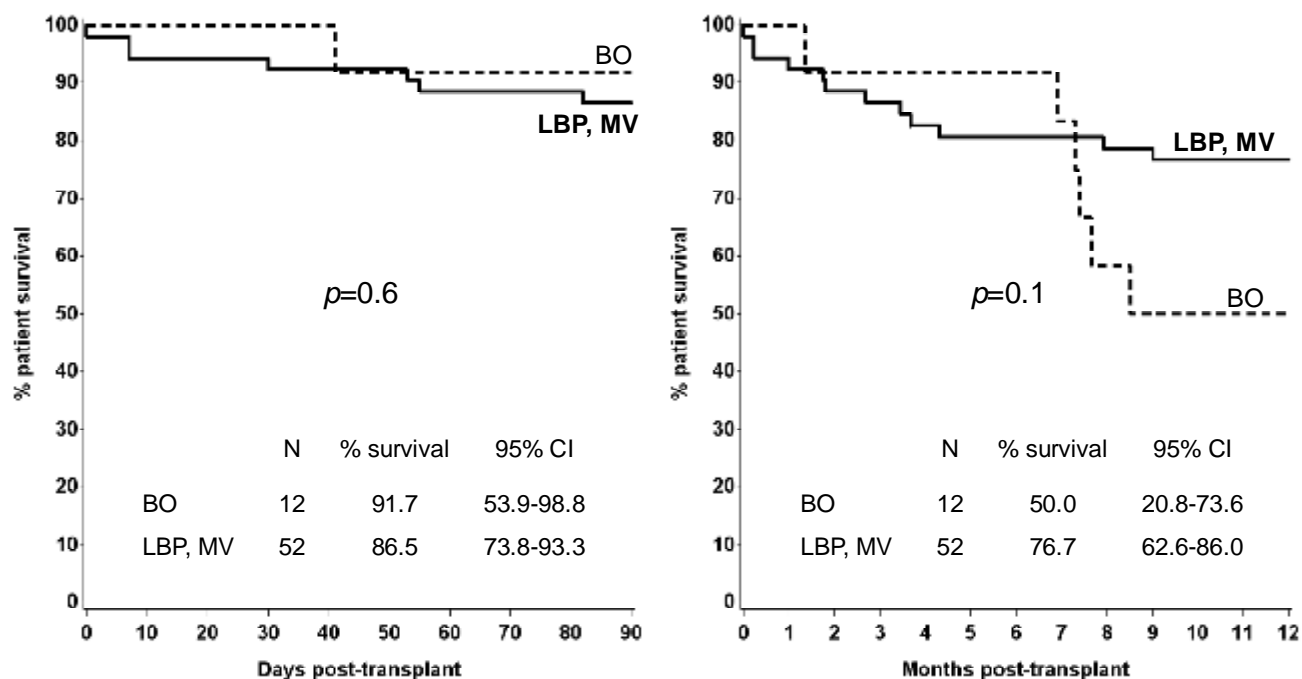 100
90
80
70
60
50
40
30
20
10
0
% patient survival
BO
LBP, MV
p=0.6
N % survival 95% CI
BO 12 91.7 53.9-98.8
LBP, MV 52 86.5 73.8-93.3
0 10 20 30 40 50 60 70 80 90
Days post-transplant
100
90
80
70
60
50
40
30
20
10
0
% patient survival
LBP, MV
BO
p=0.1
N % survival 95% CI
BO 12 50.0 20.8-73.6
LBP, MV 52 76.7 62.6-86.0
0 1 2 3 4 5 6 7 8 9 10 11 12
Months post-transplant